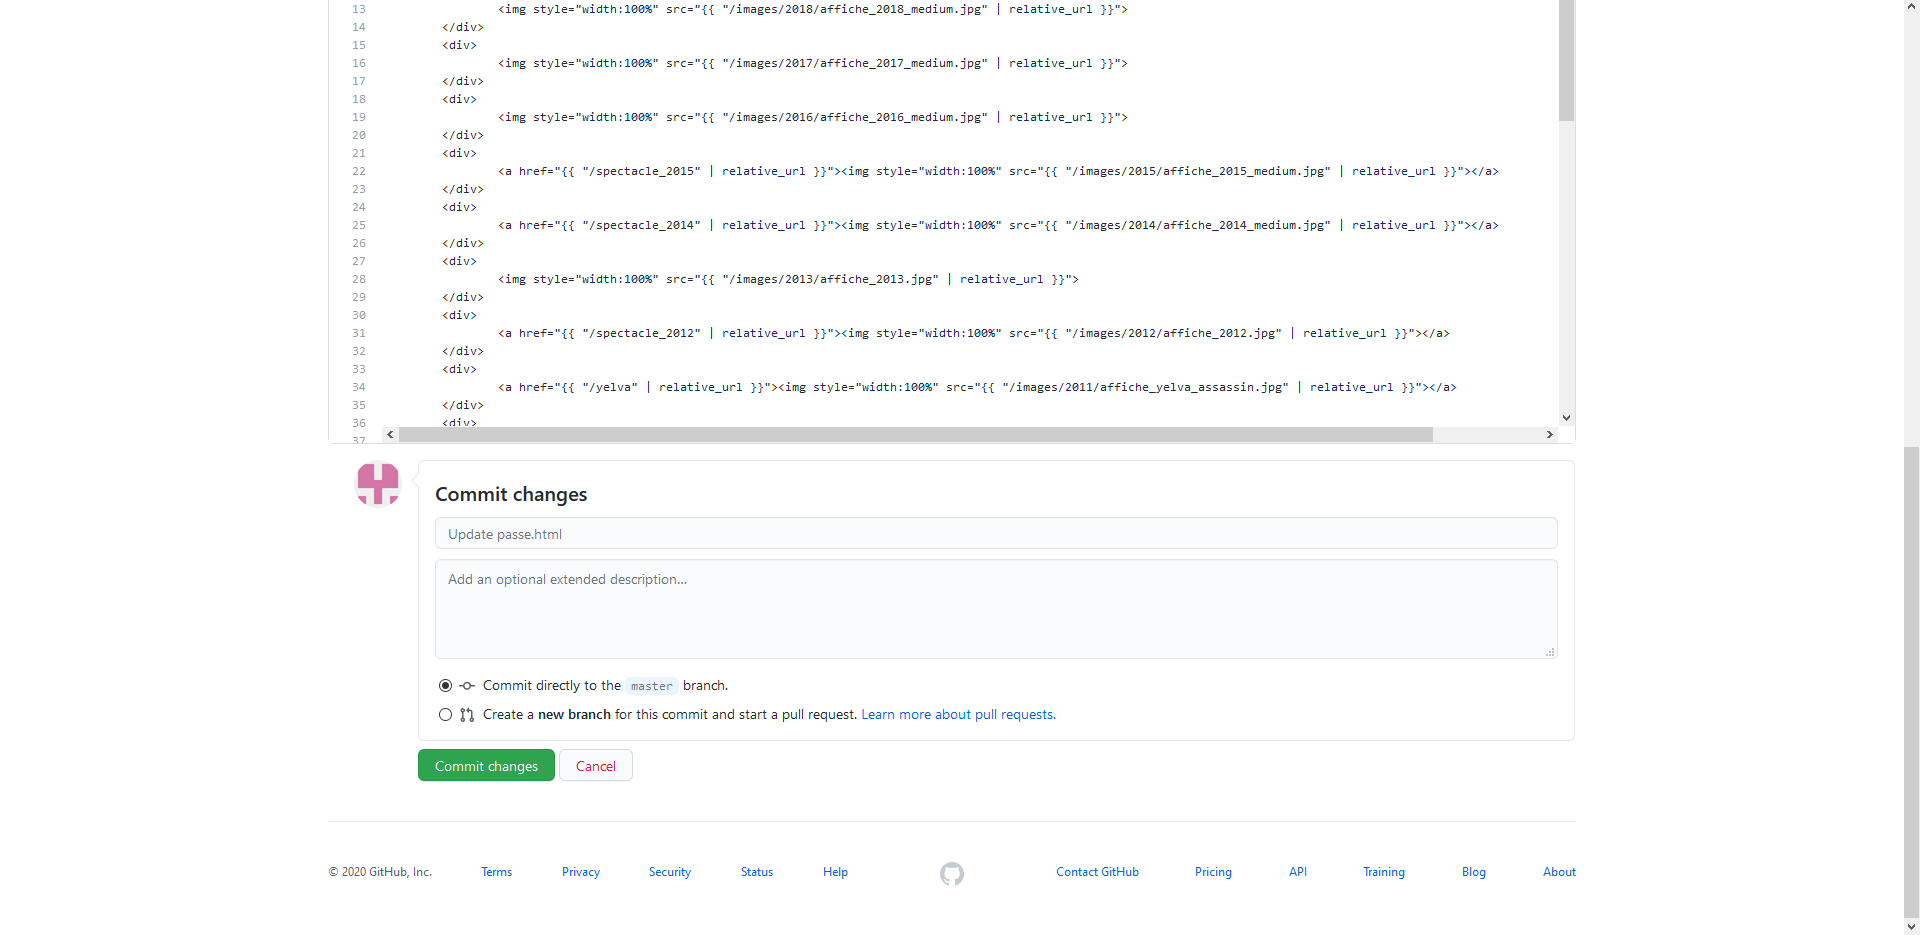 13 <img style="width:100%" src="{{ "/images/2018/affiche_2018_medium.jpg" | relative_url }}">
14 </div>
15 <div>
16 <img style="width:100%" src="{{ "/images/2017/affiche_2017_medium.jpg" | relative_url }}">
17 </div>
18 <div>
19 <img style="width:100%" src="{{ "/images/2016/affiche_2016_medium.jpg" | relative_url }}">
20 </div>
21 <div>
22 <a href="{{ "/spectacle_2015" | relative_url }}"><img style="width:100%" src="{{ "/images/2015/affiche_2015_medium.jpg" | relative_url }}"></a>
23 </div>
24 <div>
25 <a href="{{ "/spectacle_2014" | relative_url }}"><img style="width:100%" src="{{ "/images/2014/affiche_2014_medium.jpg" | relative_url }}"></a>
26 </div>
27 <div>
28 <img style="width:100%" src="{{ "/images/2013/affiche_2013.jpg" | relative_url }}">
29 </div>
30 <div>
31 <a href="{{ "/spectacle_2012" | relative_url }}"><img style="width:100%" src="{{ "/images/2012/affiche_2012.jpg" | relative_url }}"></a>
32 </div>
33 <div>
34 <a href="{{ "/yelva" | relative_url }}"><img style="width:100%" src="{{ "/images/2011/affiche_yelva_assassin.jpg" | relative_url }}"></a>
35 </div>
36 <div>
37
Commit changes
Update passe.html
Add an optional extended description...
Commit directly to the master branch.
Create a new branch for this commit and start a pull request. Learn more about pull requests.
Commit changes Cancel
© 2020 GitHub, Inc. Terms Privacy Security Status Help Contact GitHub Pricing API Training Blog About